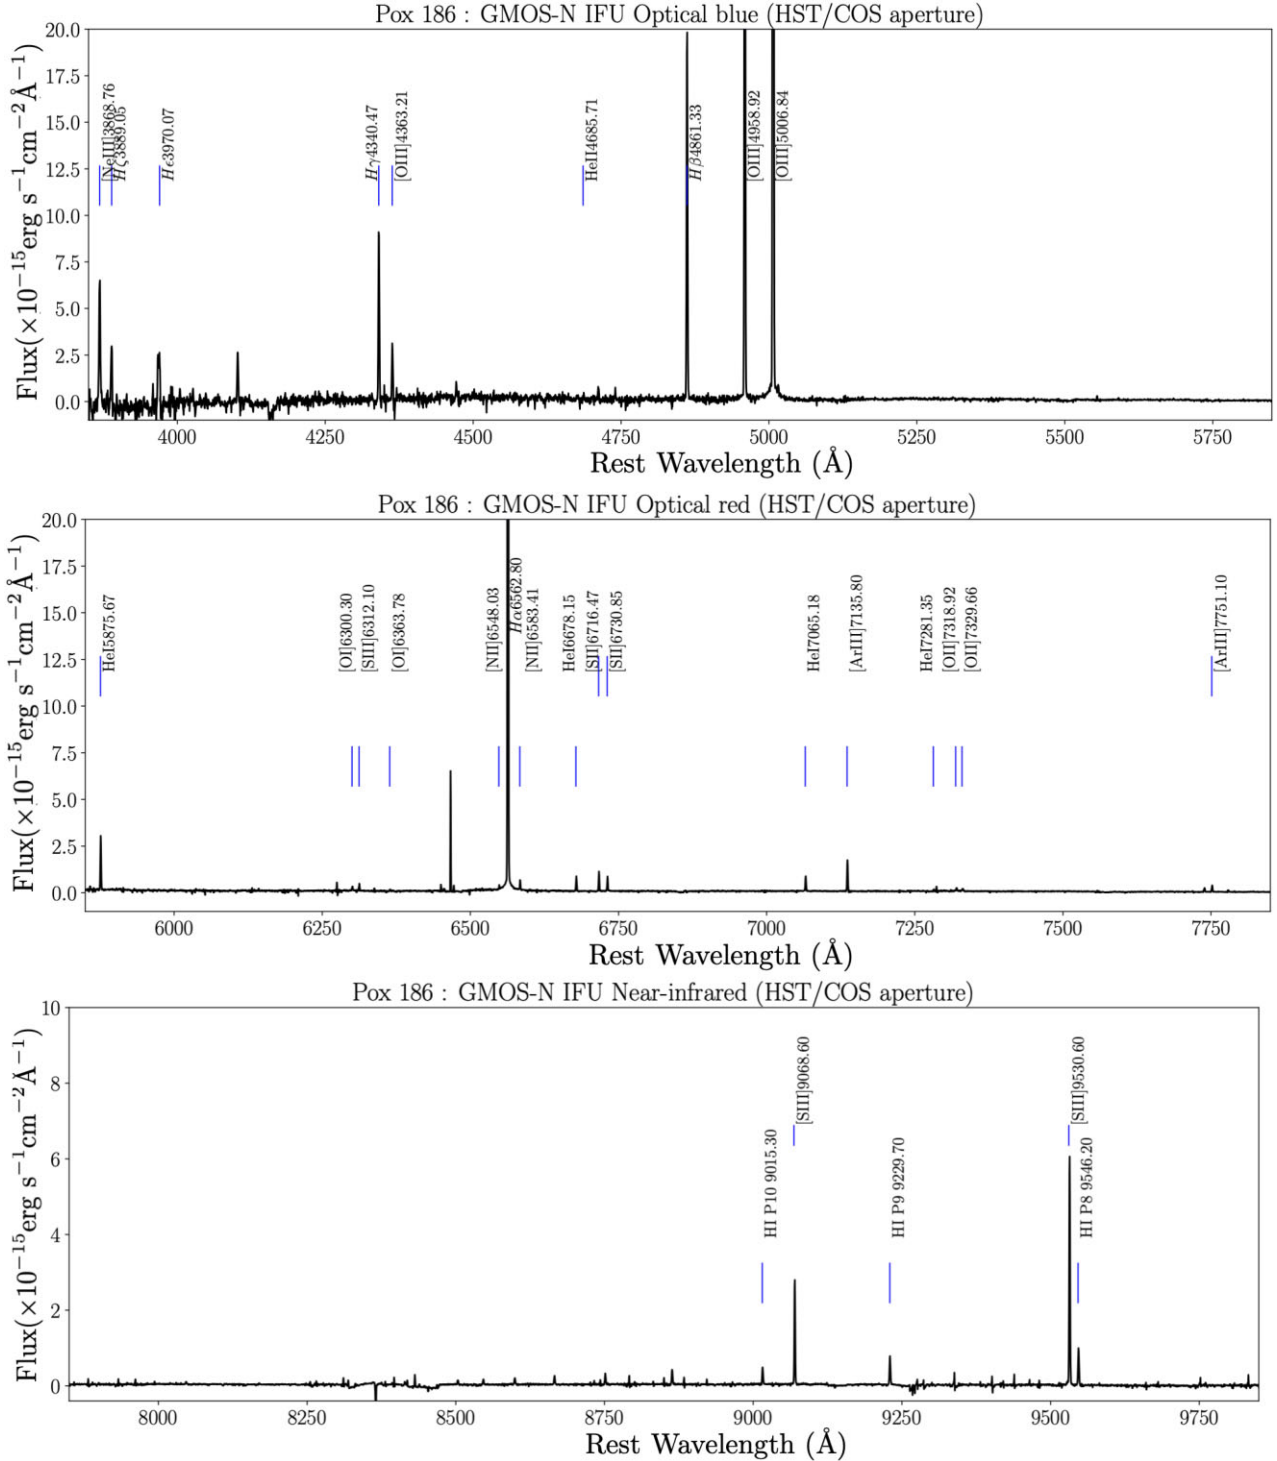 Pox 186 : GMOS-N IFU Optical blue (HST/COS aperture)
Flux(×10⁻¹⁵erg s⁻¹cm⁻²Å⁻¹)
20.0
17.5
15.0
12.5
10.0
7.5
5.0
2.5
0.0
[NeIII]3868.76
Hζ3889.05
Hϵ3970.07
Hγ4340.47
[OIII]4363.21
HeII4685.71
Hβ4861.33
[OIII]4958.92
[OIII]5006.84
4000 4250 4500 4750 5000 5250 5500 5750
Rest Wavelength (Å)
Pox 186 : GMOS-N IFU Optical red (HST/COS aperture)
Flux(×10⁻¹⁵erg s⁻¹cm⁻²Å⁻¹)
20.0
17.5
15.0
12.5
10.0
7.5
5.0
2.5
0.0
HeI5875.67
[OI]6300.30
[SIII]6312.10
[OI]6363.78
[NII]6548.03
Hα6562.80
[NII]6583.41
HeI6678.15
[SII]6716.47
[SII]6730.85
HeI7065.18
[ArIII]7135.80
HeI7281.35
[OII]7318.92
[OII]7329.66
[ArIII]7751.10
6000 6250 6500 6750 7000 7250 7500 7750
Rest Wavelength (Å)
Pox 186 : GMOS-N IFU Near-infrared (HST/COS aperture)
Flux(×10⁻¹⁵erg s⁻¹cm⁻²Å⁻¹)
10
8
6
4
2
0
HI P10 9015.30
[SIII]9068.60
HI P9 9229.70
[SIII]9530.60
HI P8 9546.20
8000 8250 8500 8750 9000 9250 9500 9750
Rest Wavelength (Å)